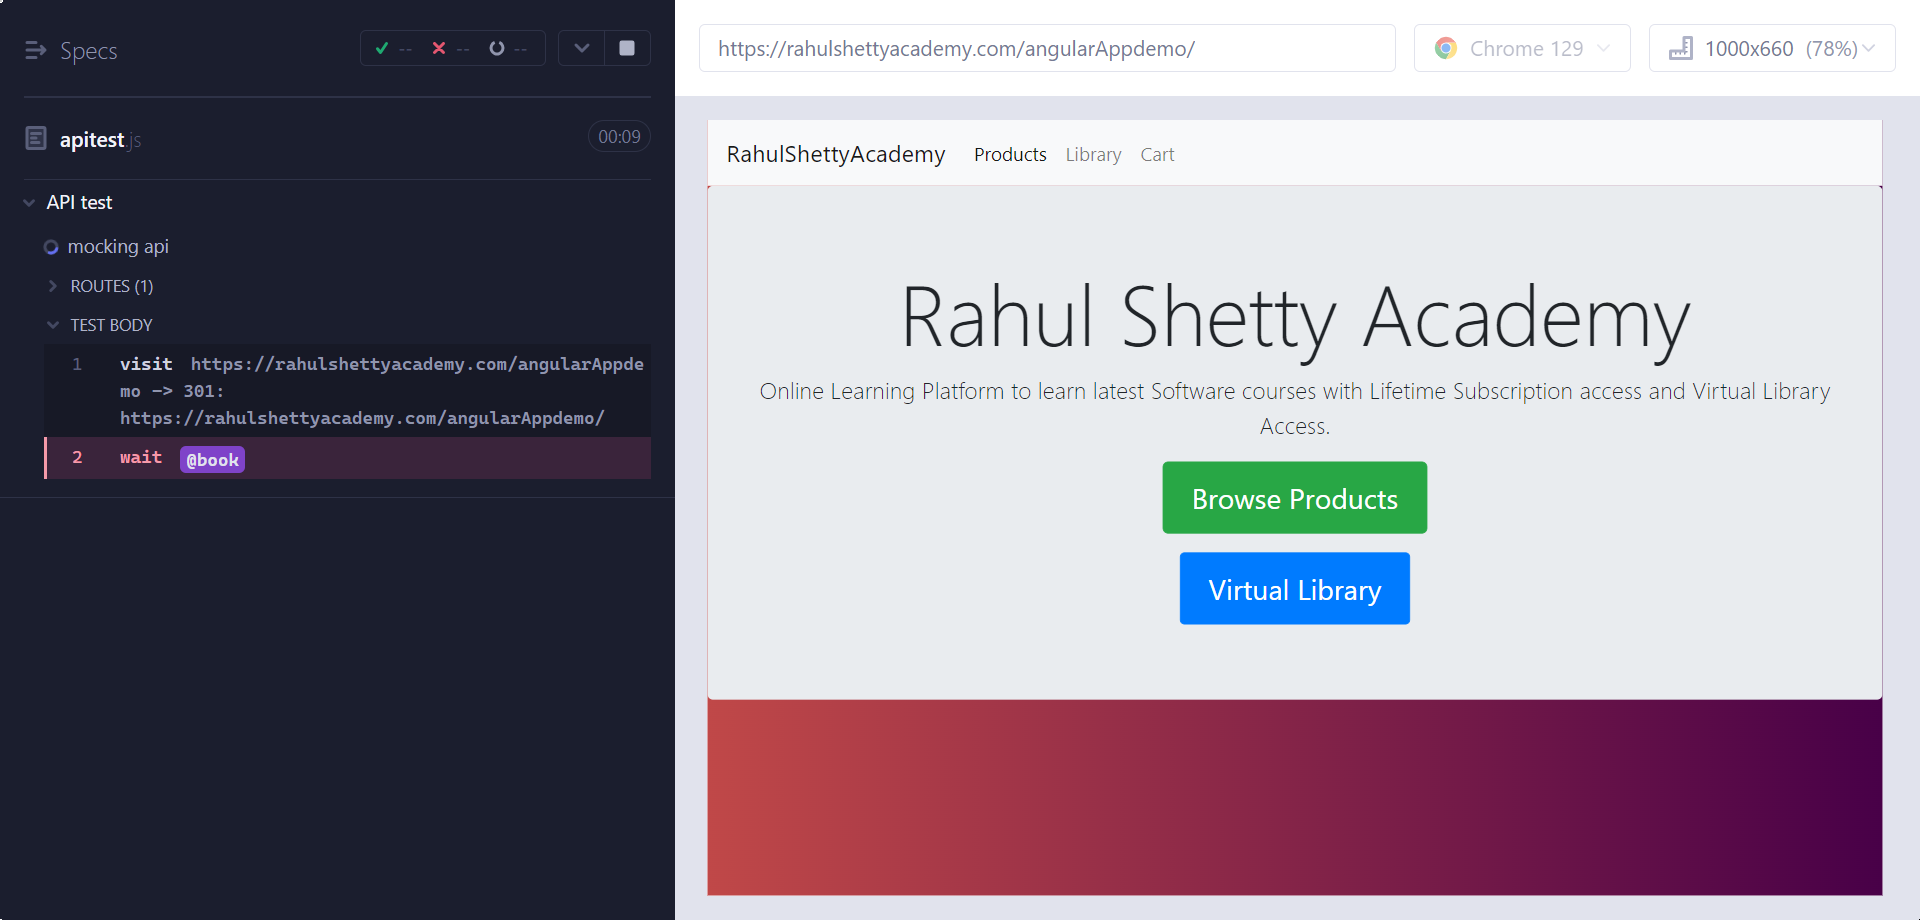 Specs
-- -- --
apitest.js
00:09
API test
mocking api
ROUTES (1)
TEST BODY
1 visit https://rahulshettyacademy.com/angularAppde
mo -> 301:
https://rahulshettyacademy.com/angularAppdemo/
2 wait @book
https://rahulshettyacademy.com/angularAppdemo/
Chrome 129
1000x660 (78%)
RahulShettyAcademy Products Library Cart
Rahul Shetty Academy
Online Learning Platform to learn latest Software courses with Lifetime Subscription access and Virtual Library
Access.
Browse Products
Virtual Library